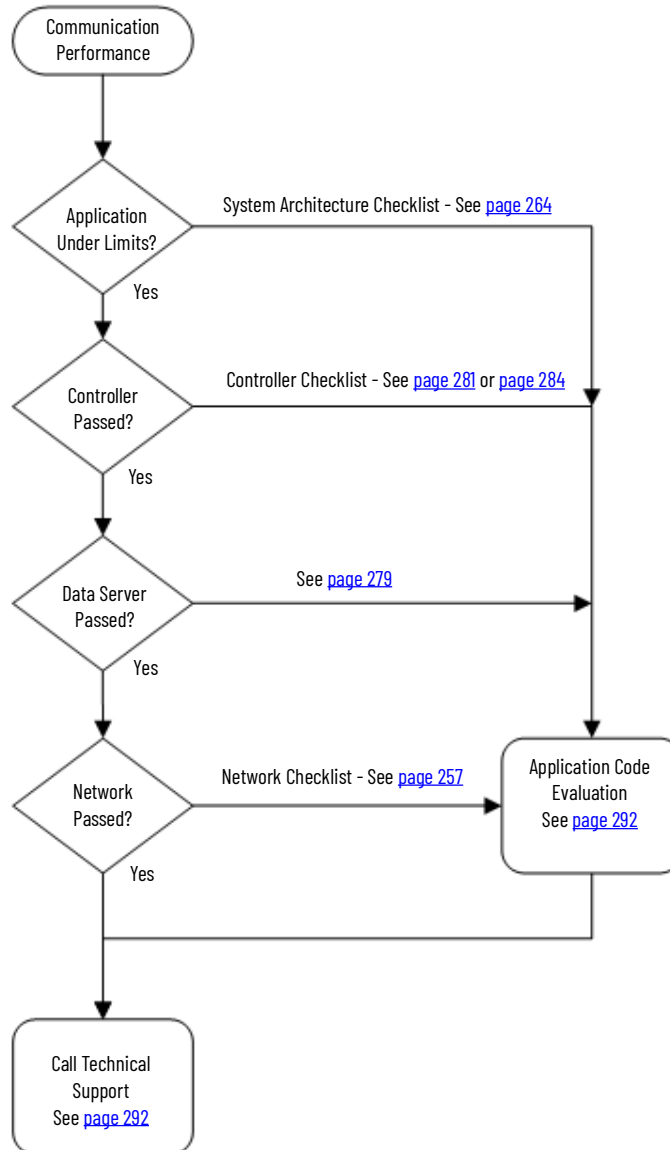 Communication
Performance
Application
Under Limits?
System Architecture Checklist - See page 264
Yes
Controller
Passed?
Controller Checklist - See page 281 or page 284
Yes
Data Server
Passed?
See page 279
Yes
Network
Passed?
Network Checklist - See page 257
Application Code
Evaluation
See page 292
Yes
Call Technical
Support
See page 292